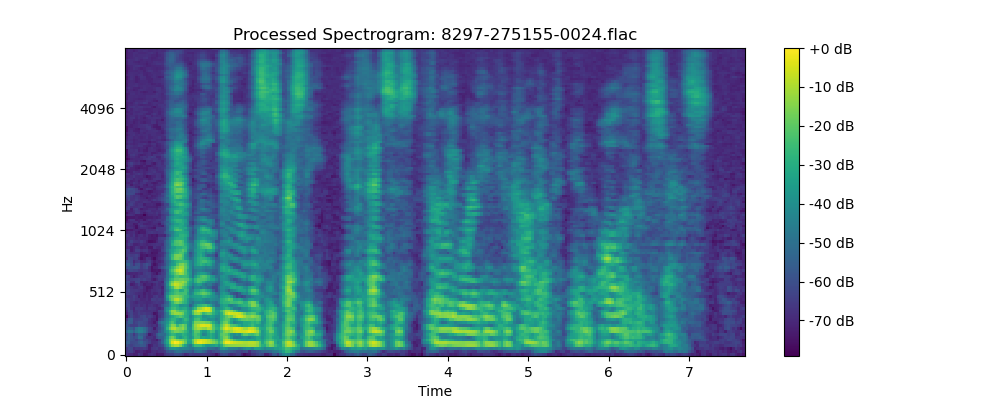 Processed Spectrogram: 8297-275155-0024.flac
+0 dB
-10 dB
-20 dB
-30 dB
-40 dB
-50 dB
-60 dB
-70 dB
4096
2048
1024
512
0
Hz
0 1 2 3 4 5 6 7
Time